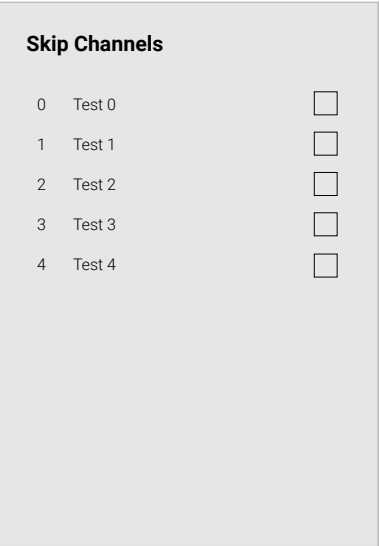 Skip Channels
0 Test 0
1 Test 1
2 Test 2
3 Test 3
4 Test 4